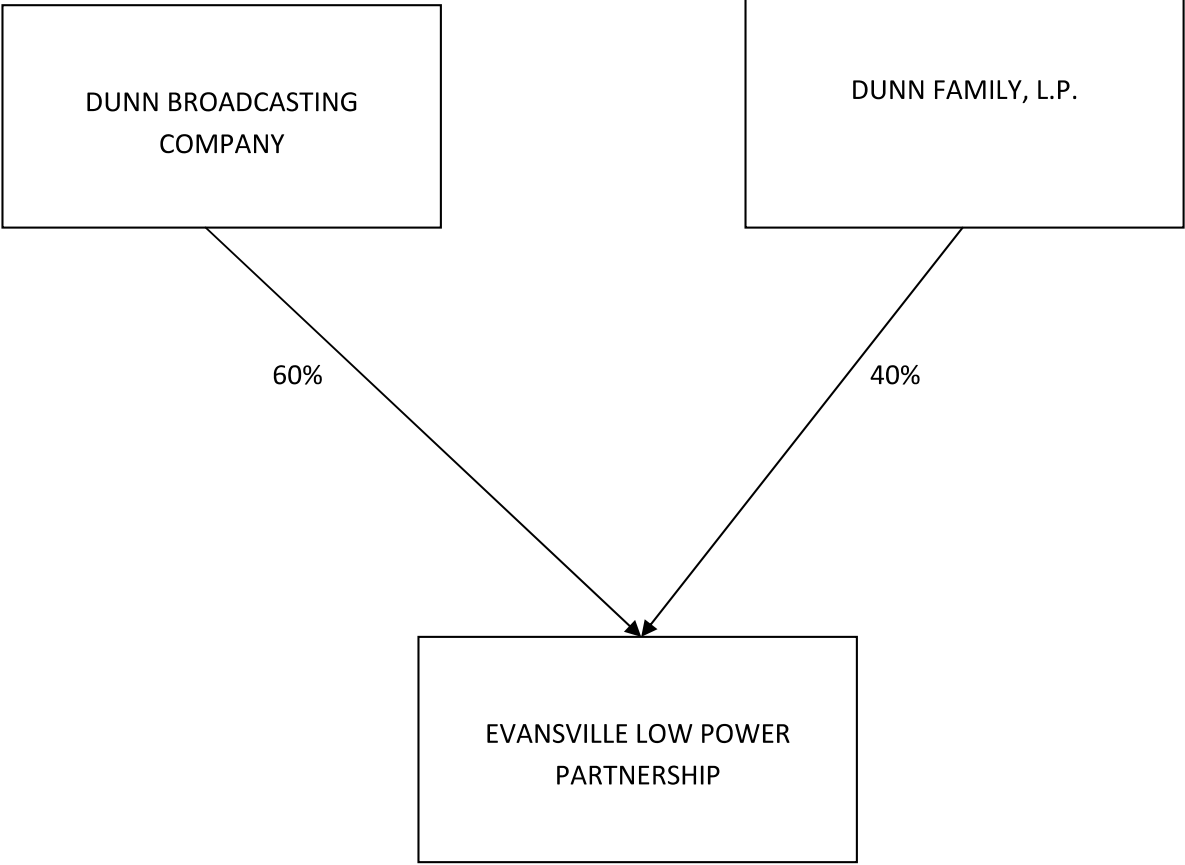 DUNN BROADCASTING
COMPANY
DUNN FAMILY, L.P.
60%
40%
EVANSVILLE LOW POWER
PARTNERSHIP